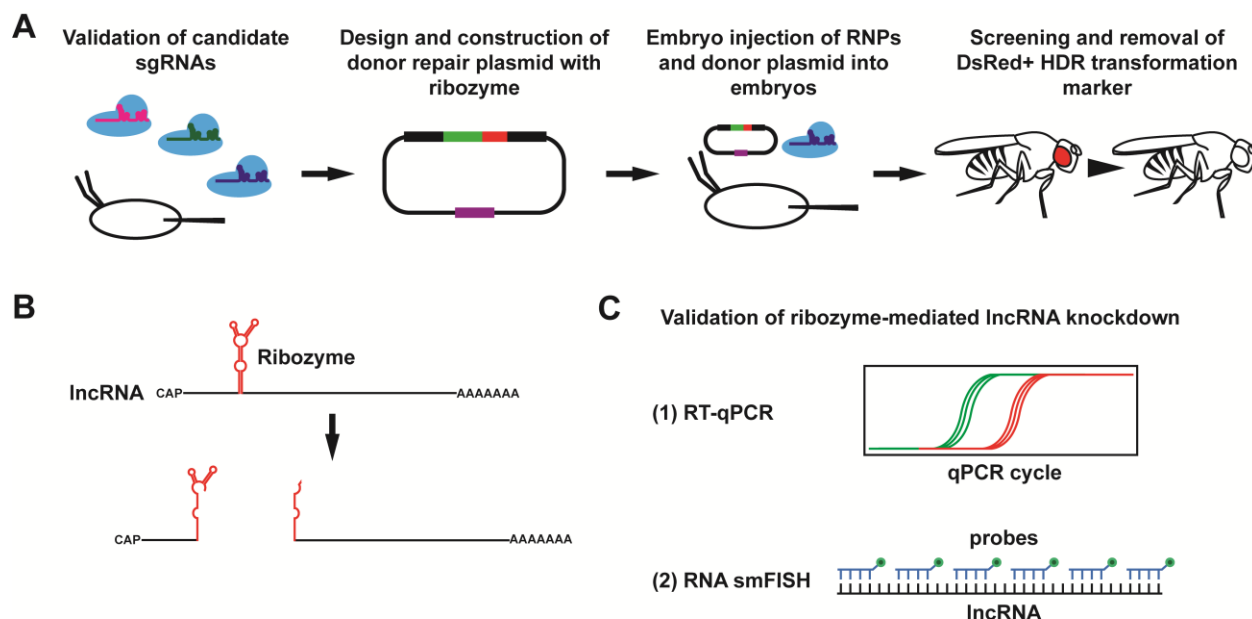 A
Validation of candidate
sgRNAs
Design and construction of
donor repair plasmid with
ribozyme
Embryo injection of RNPs
and donor plasmid into
embryos
Screening and removal of
DsRed+ HDR transformation
marker
B
Ribozyme
lncRNA
CAP
AAAAAAA
CAP
AAAAAAA
C
Validation of ribozyme-mediated lncRNA knockdown
(1) RT-qPCR
qPCR cycle
probes
(2) RNA smFISH
lncRNA